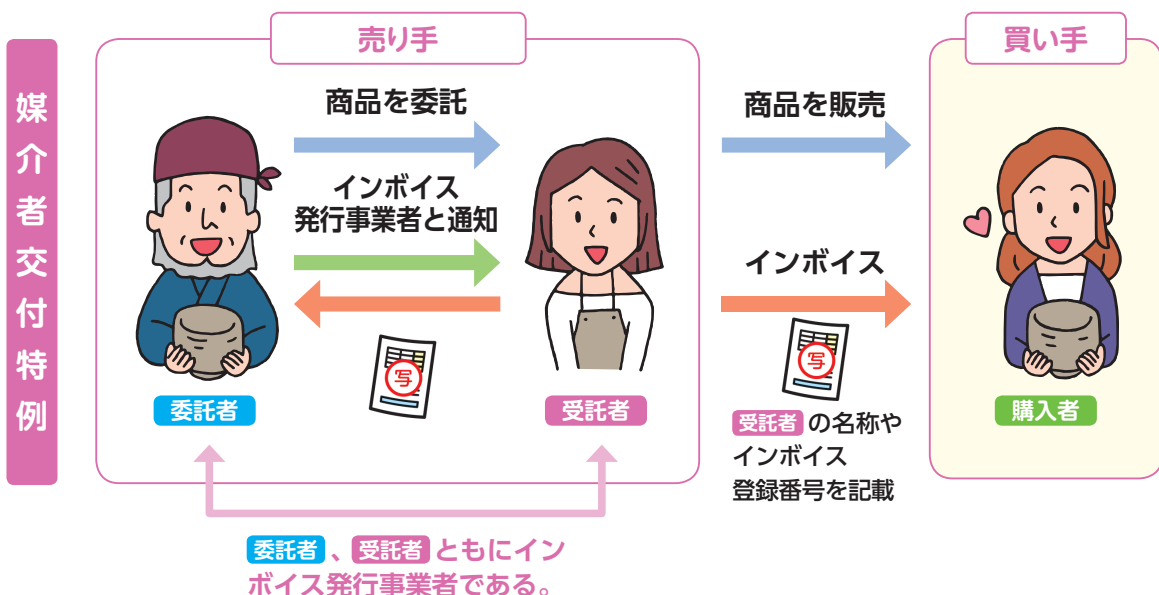 媒介者交付特例
売り手
買い手
商品を委託
商品を販売
インボイス
発行事業者と通知
インボイス
写
写
委託者
受託者
購入者
受託者 の名称や
インボイス
登録番号を記載
委託者 、 受託者 ともにイン
ボイス発行事業者である。